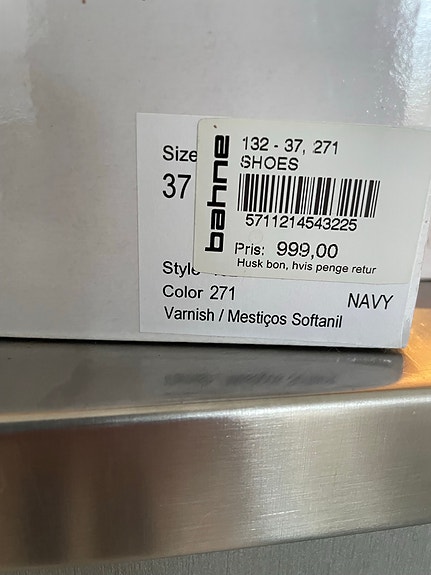 Size
37
bahne
132 - 37, 271
SHOES
5711214543225
Pris: 999,00
Husk bon, hvis penge retur
Style
Color 271
NAVY
Varnish / Mestiços Softanil